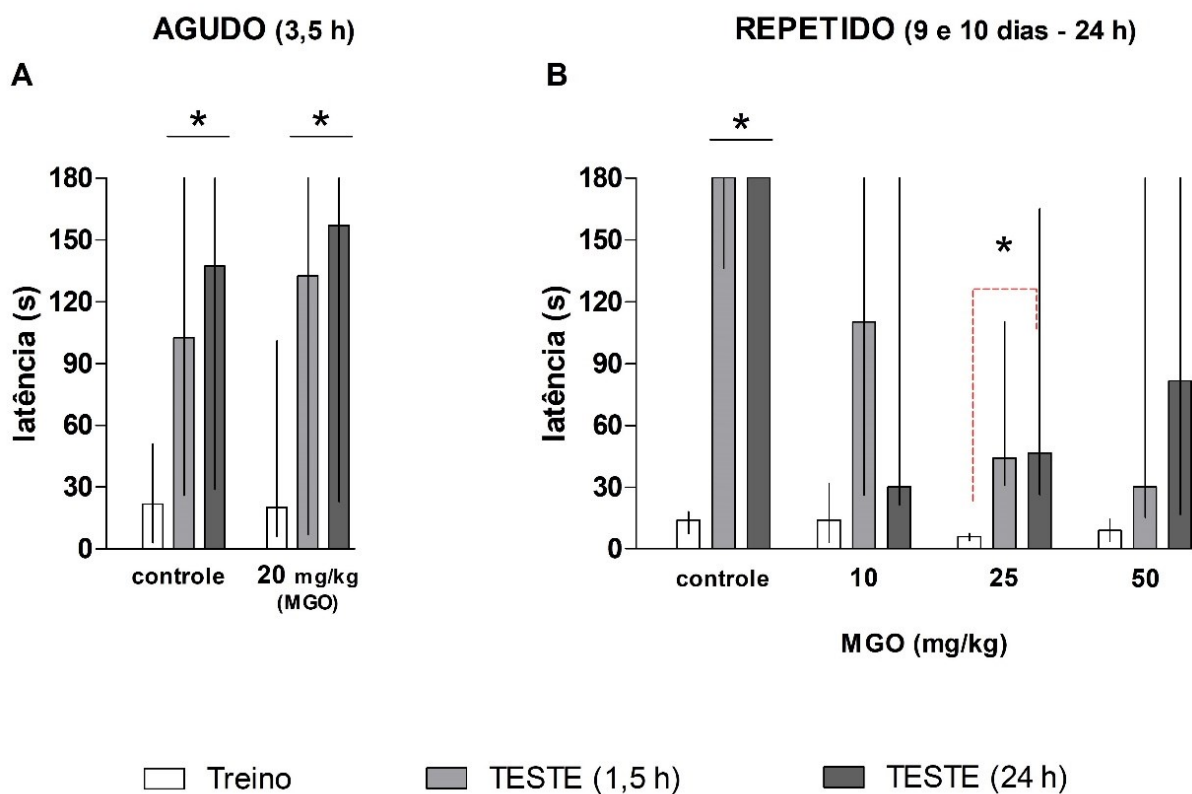 AGUDO (3,5 h)
A
*
*
latência (s)
180
150
120
90
60
30
0
controle
20 mg/kg
(MGO)
REPETIDO (9 e 10 dias - 24 h)
B
*
*
latência (s)
180
150
120
90
60
30
0
controle
10
25
50
MGO (mg/kg)
Treino
TESTE (1,5 h)
TESTE (24 h)